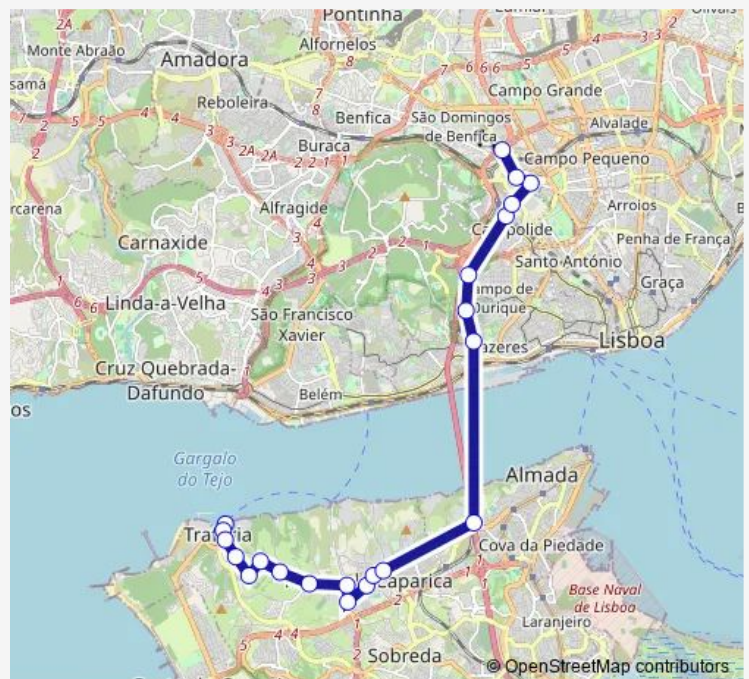 Pontinha
Olivais
Monte Abraão
Alfornelos
Amadora
Campo Grande
Reboleira
São Domingos
de Benfica
Benfica
Alvalade
Buraca
Campo Pequeno
Alfragide
Arroios
Carnaxide
Penha de França
Santo António
Graça
Linda-a-Velha
São Francisco
Xavier
Lisboa
Cruz Quebrada-
Dafundo
Belém
Gargalo
do Tejo
Almada
Cova da Piedade
Caparica
Base Naval
de Lisboa
Laranjeiro
Sobreda
© OpenStreetMap contributors